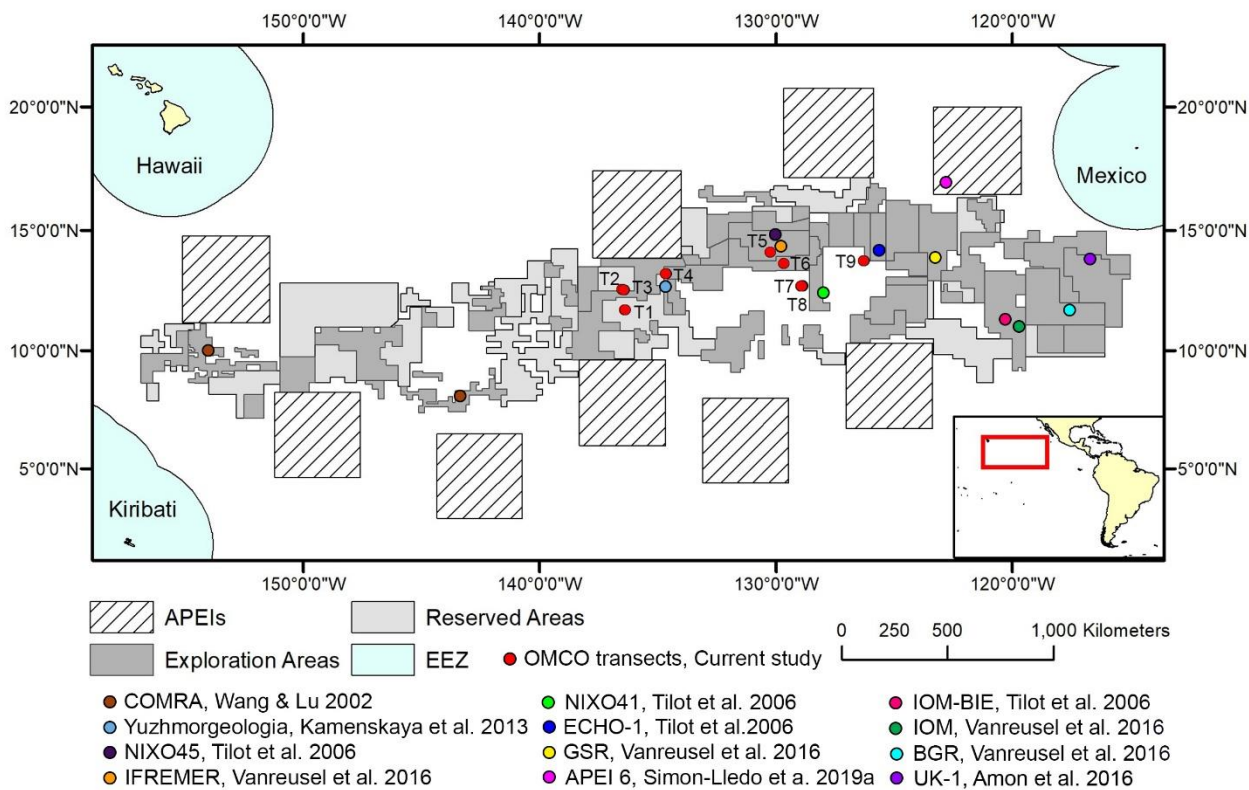 150°0'0"W 140°0'0"W 130°0'0"W 120°0'0"W
20°0'0"N 20°0'0"N
Hawaii Mexico
15°0'0"N 15°0'0"N
T5
T6
T9
T4
T2 T3
T7
T8
T1
10°0'0"N 10°0'0"N
5°0'0"N 5°0'0"N
Kiribati
150°0'0"W 140°0'0"W 130°0'0"W 120°0'0"W
APEIs Reserved Areas 0 250 500 1,000 Kilometers
Exploration Areas EEZ OMCO transects, Current study
COMRA, Wang & Lu 2002 NIXO41, Tilot et al. 2006 IOM-BIE, Tilot et al. 2006
Yuzhmorgeologia, Kamenskaya et al. 2013 ECHO-1, Tilot et al.2006 IOM, Vanreusel et al. 2016
NIXO45, Tilot et al. 2006 GSR, Vanreusel et al. 2016 BGR, Vanreusel et al. 2016
IFREMER, Vanreusel et al. 2016 APEI 6, Simon-Lledo et a. 2019a UK-1, Amon et al. 2016